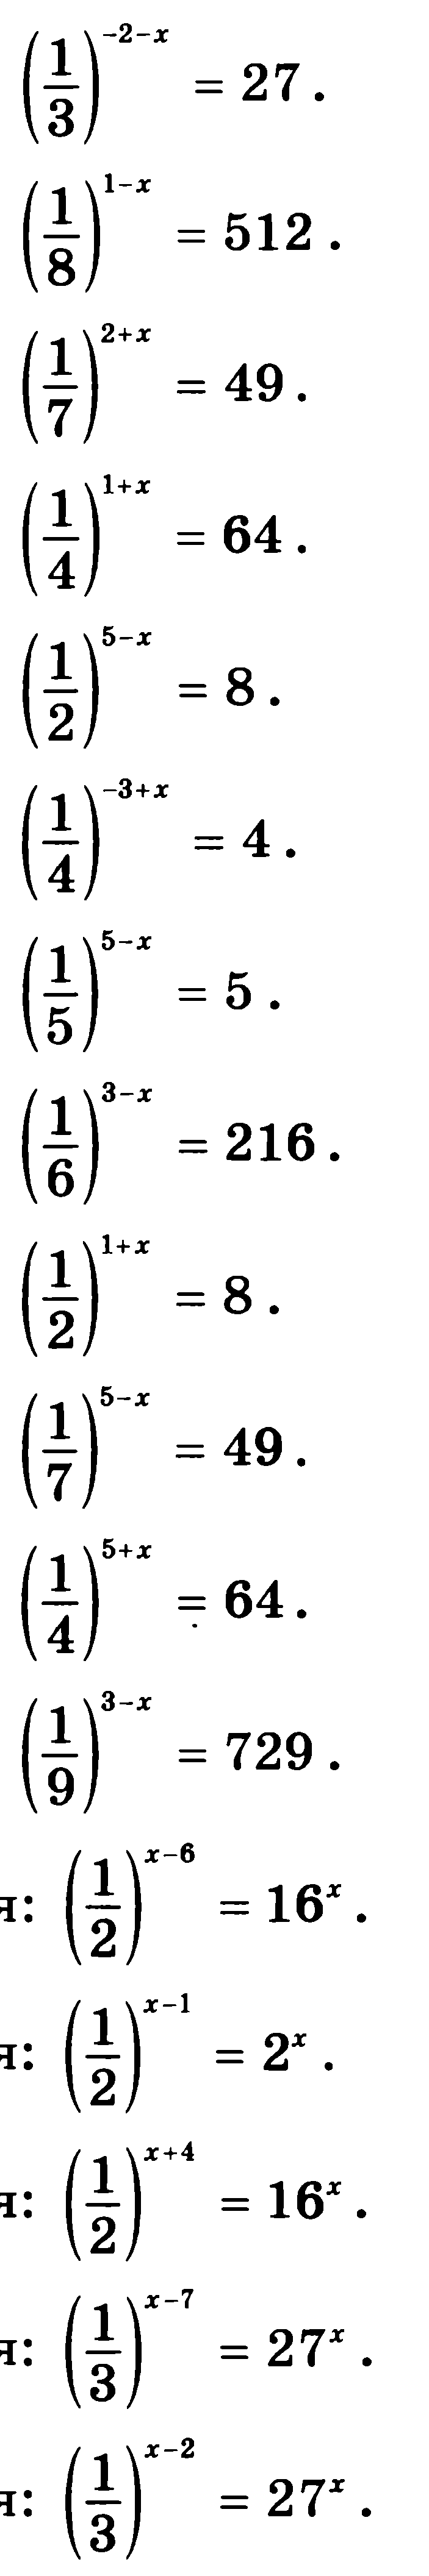 (1/3)^(-2-x) = 27 .
(1/8)^(1-x) = 512 .
(1/7)^(2+x) = 49 .
(1/4)^(1+x) = 64 .
(1/2)^(5-x) = 8 .
(1/4)^(-3+x) = 4 .
(1/5)^(5-x) = 5 .
(1/6)^(3-x) = 216 .
(1/2)^(1+x) = 8 .
(1/7)^(5-x) = 49 .
(1/4)^(5+x) = 64 .
(1/9)^(3-x) = 729 .
я: (1/2)^(x-6) = 16^x .
я: (1/2)^(x-1) = 2^x .
я: (1/2)^(x+4) = 16^x .
я: (1/3)^(x-7) = 27^x .
я: (1/3)^(x-2) = 27^x .